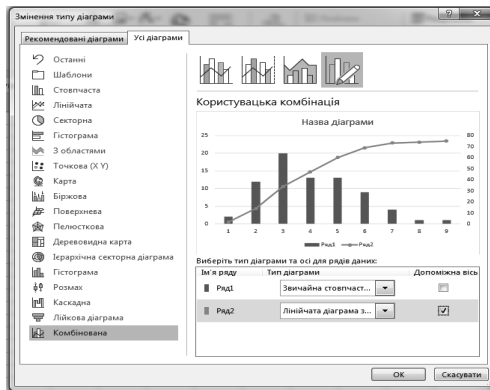 Змінення типу діаграми
Рекомендовані діаграми
Усі діаграми
Останні
Шаблони
Стовпчаста
Лінійчата
Секторна
Гістограма
З областями
Точкова (X Y)
Карта
Біржова
Поверхнева
Пелюсткова
Деревовидна карта
Ієрархічна секторна діаграма
Гістограма
Розмах
Каскадна
Лійкова діаграма
Комбінована
Користувацька комбінація
Назва діаграми
25
20
15
10
5
0
80
70
60
50
40
30
20
10
0
1 2 3 4 5 6 7 8 9
Ряд1 Ряд2
Виберіть тип діаграми та осі для рядів даних:
Ім'я ряду Тип діаграми Допоміжна вісь
Ряд1 Звичайна стовпчаст...
Ряд2 Лінійчата діаграма з...
ОК Скасувати